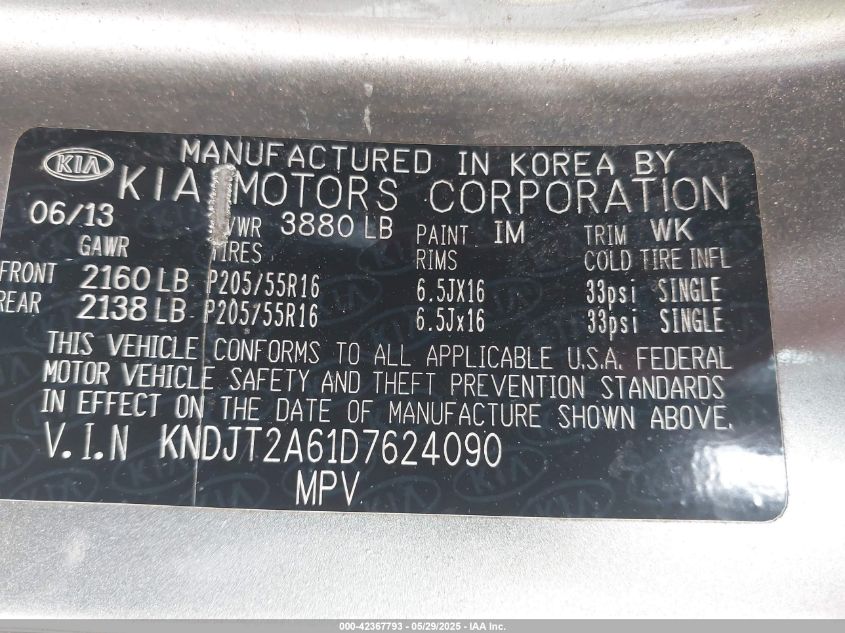 KIA MANUFACTURED IN KOREA BY
KIA MOTORS CORPORATION
06/13 VWR 3880 LB PAINT IM TRIM WK
GAWR TIRES RIMS COLD TIRE INFL
FRONT 2160 LB P205/55R16 6.5JX16 33psi SINGLE
REAR 2138 LB P205/55R16 6.5Jx16 33psi SINGLE
THIS VEHICLE CONFORMS TO ALL APPLICABLE U.S.A. FEDERAL
MOTOR VEHICLE SAFETY AND THEFT PREVENTION STANDARDS
IN EFFECT ON THE DATE OF MANUFACTURE SHOWN ABOVE.
V.I.N KNDJT2A61D7624090
MPV
000-42367793 - 05/29/2025 - IAA Inc.